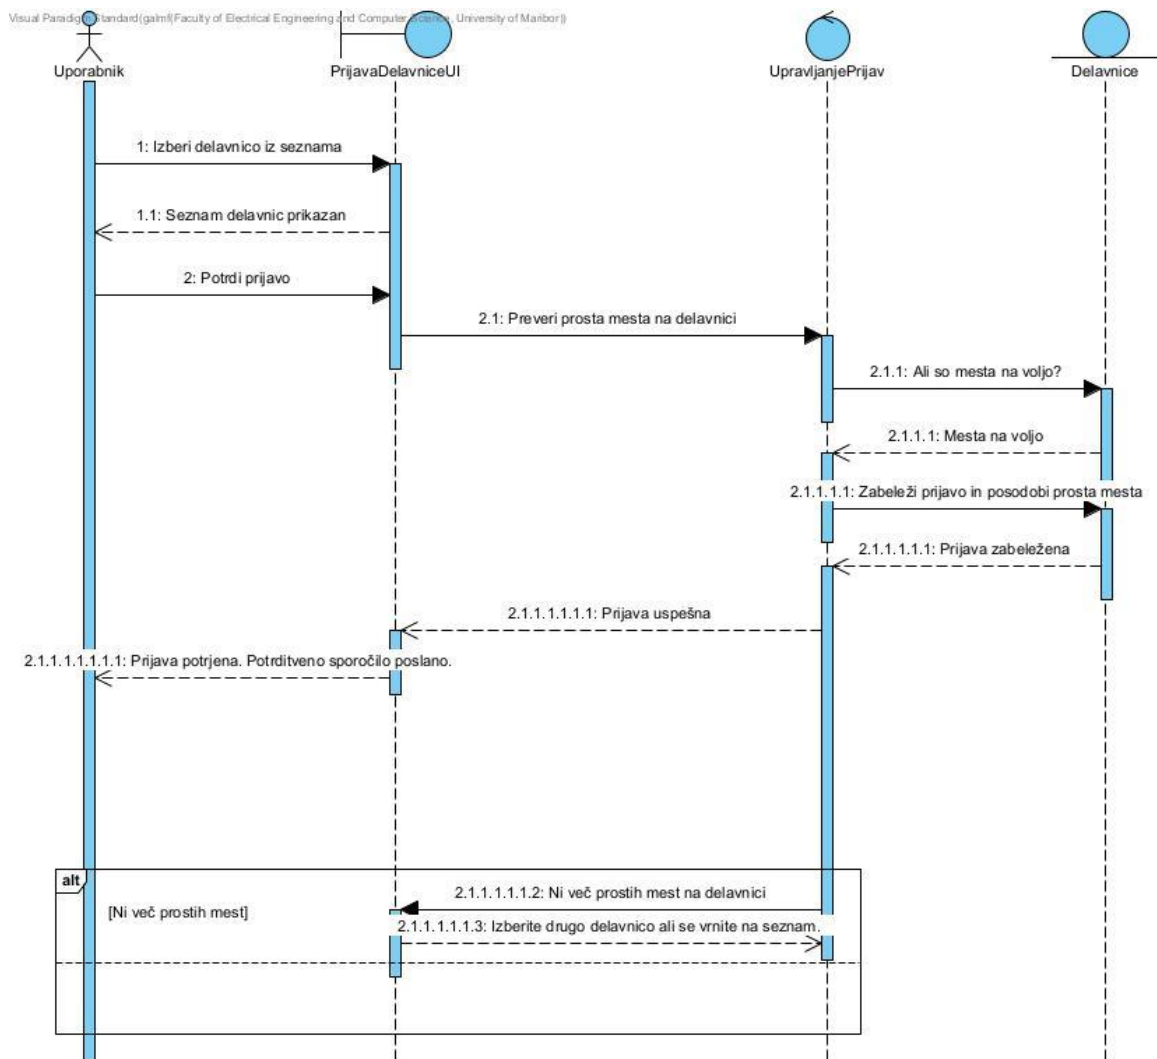 Visual Paradigm Standard(galmf(Faculty of Electrical Engineering and Computer Science, University of Maribor))
Uporabnik
PrijavaDelavniceUI
UpravljanjePrijav
Delavnice
1: Izberi delavnico iz seznama
1.1: Seznam delavnic prikazan
2: Potrdi prijavo
2.1: Preveri prosta mesta na delavnici
2.1.1: Ali so mesta na voljo?
2.1.1.1: Mesta na voljo
2.1.1.1.1: Zabeleži prijavo in posodobi prosta mesta
2.1.1.1.1.1: Prijava zabeležena
2.1.1.1.1.1.1: Prijava uspešna
2.1.1.1.1.1.1.1: Prijava potrjena. Potrditveno sporočilo poslano.
alt
2.1.1.1.1.1.2: Ni več prostih mest na delavnici
[Ni več prostih mest]
2.1.1.1.1.1.3: Izberite drugo delavnico ali se vrnite na seznam.